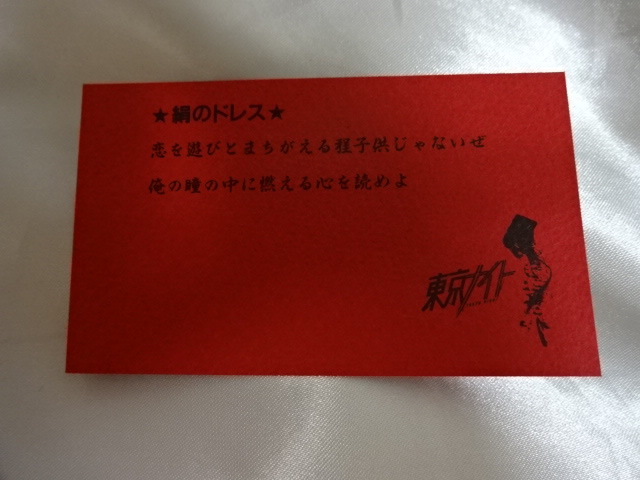 ★絹のドレス★
恋を遊びとまちがえる程子供じゃないぜ
俺の瞳の中に燃える心を読めよ
東京ナイト